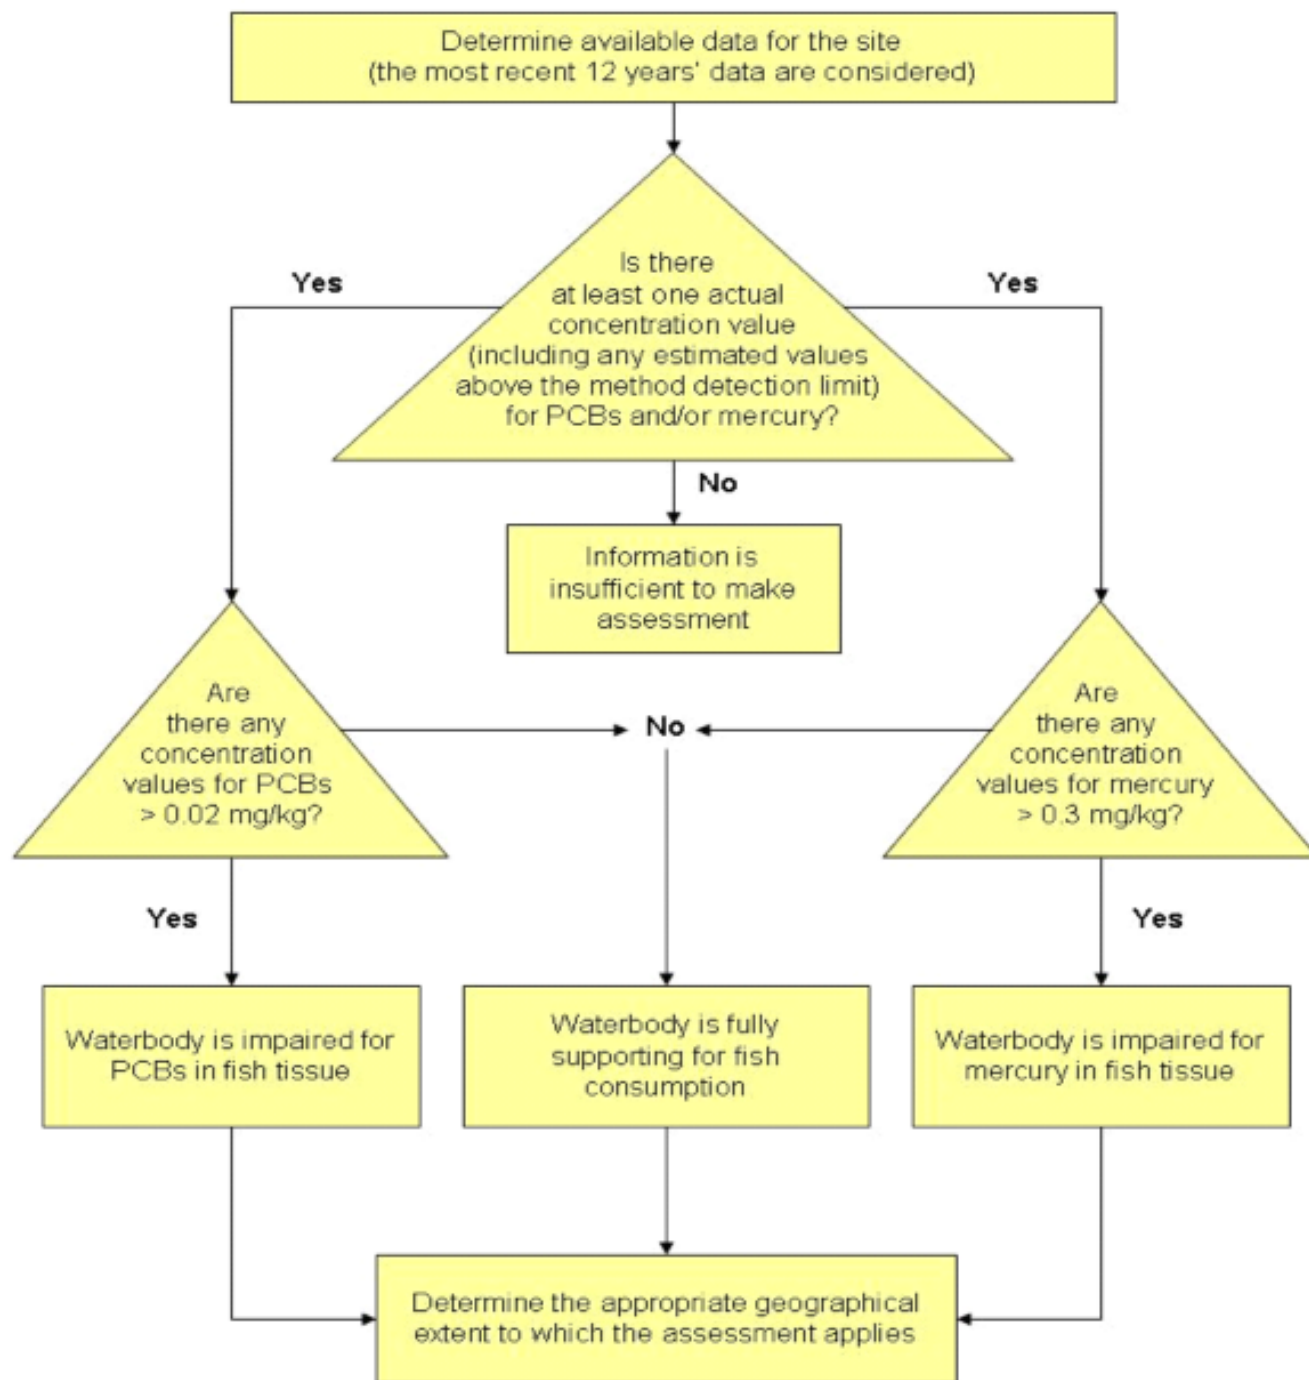 Determine available data for the site
(the most recent 12 years' data are considered)
Is there
at least one actual
concentration value
(including any estimated values
above the method detection limit)
for PCBs and/or mercury?
Yes
Yes
No
Information is
insufficient to make
assessment
Are
there any
concentration
values for PCBs
> 0.02 mg/kg?
No
Are
there any
concentration
values for mercury
> 0.3 mg/kg?
Yes
Yes
Waterbody is impaired for
PCBs in fish tissue
Waterbody is fully
supporting for fish
consumption
Waterbody is impaired for
mercury in fish tissue
Determine the appropriate geographical
extent to which the assessment applies